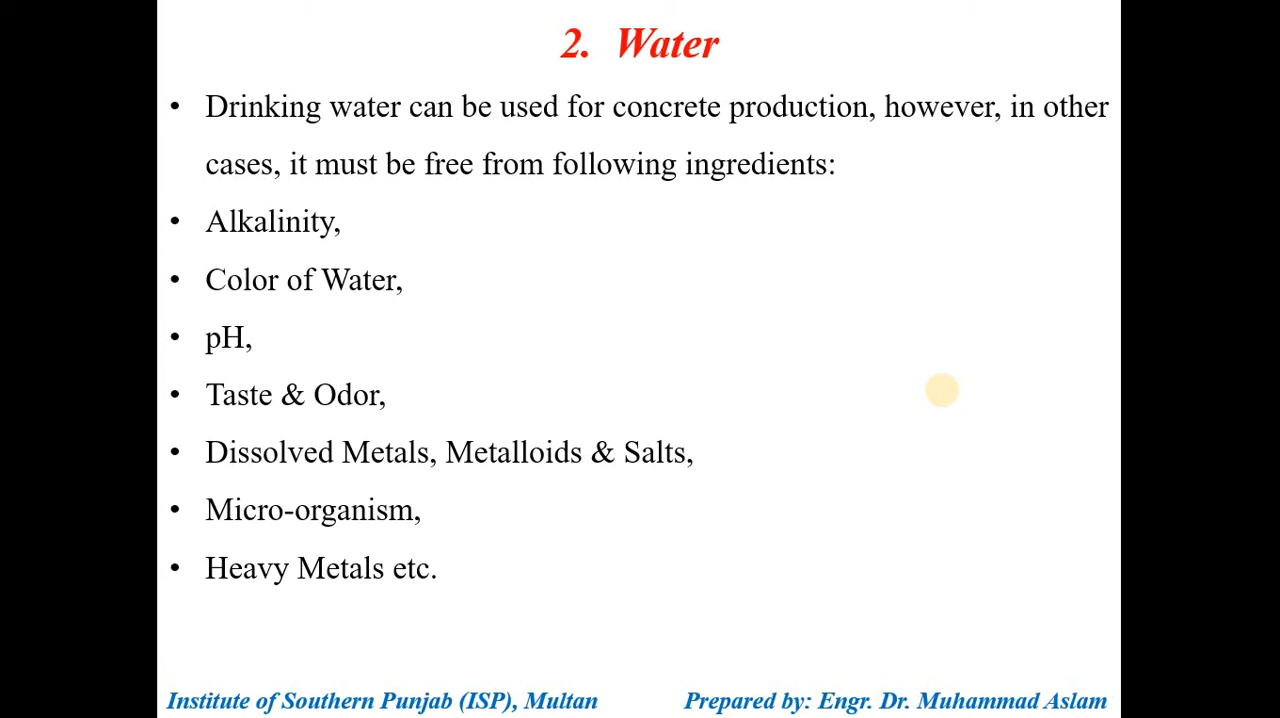 2. Water
• Drinking water can be used for concrete production, however, in other
cases, it must be free from following ingredients:
• Alkalinity,
• Color of Water,
• pH,
• Taste & Odor,
• Dissolved Metals, Metalloids & Salts,
• Micro-organism,
• Heavy Metals etc.
Institute of Southern Punjab (ISP), Multan
Prepared by: Engr. Dr. Muhammad Aslam